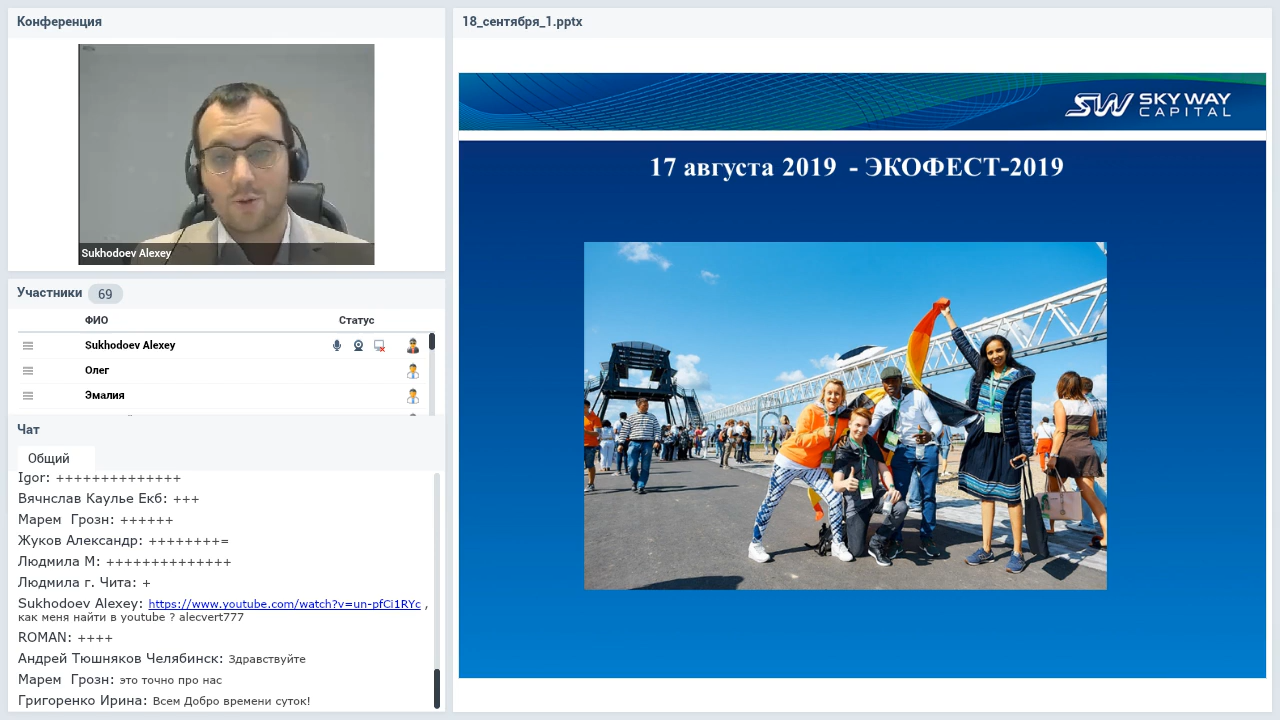 Конференция
Sukhodoev Alexey
Участники 69
ФИО Статус
Sukhodoev Alexey
Олег
Эмалия
Чат
Общий
Igor: ++++++++++++++
Вячнслав Каулье Екб: +++
Марем Грозн: ++++++
Жуков Александр: ++++++++=
Людмила М: ++++++++++++++
Людмила г. Чита: +
Sukhodoev Alexey: https://www.youtube.com/watch?v=un-pfCi1RYc ,
как меня найти в youtube ? alecvert777
ROMAN: ++++
Андрей Тюшняков Челябинск: Здравствуйте
Марем Грозн: это точно про нас
Григоренко Ирина: Всем Добро времени суток!
18_сентября_1.pptx
SW SKY WAY
CAPITAL
17 августа 2019 - ЭКОФЕСТ-2019